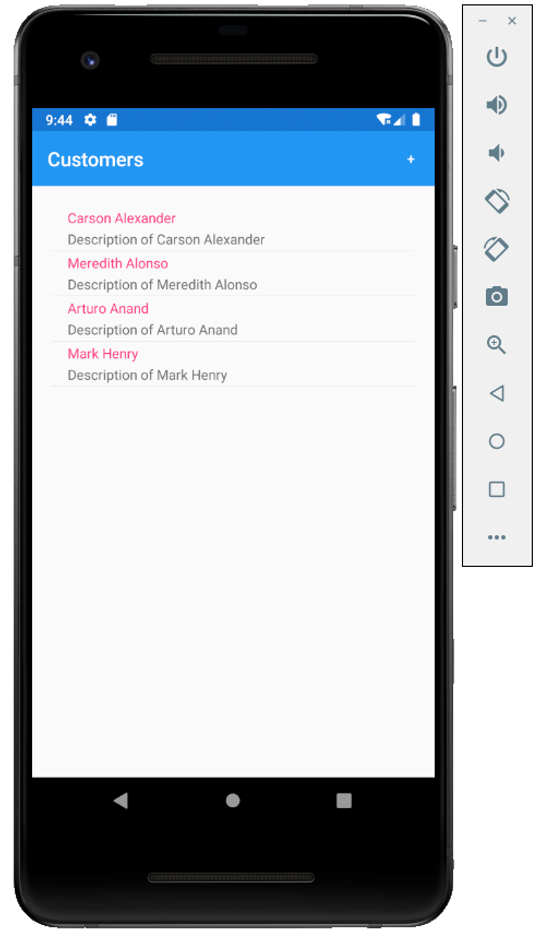 9:44
Customers +
Carson Alexander
Description of Carson Alexander
Meredith Alonso
Description of Meredith Alonso
Arturo Anand
Description of Arturo Anand
Mark Henry
Description of Mark Henry